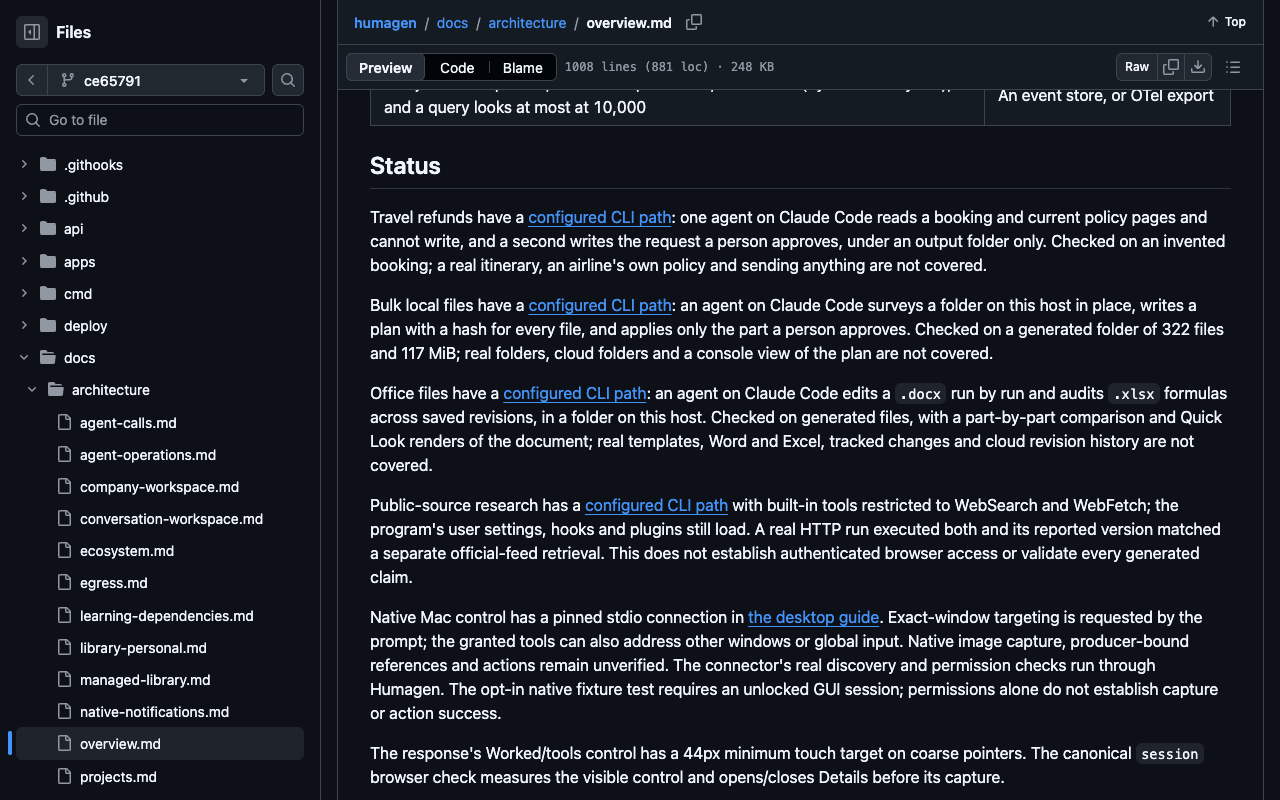 Files
ce65791
Go to file
.githooks
.github
api
apps
cmd
deploy
docs
architecture
agent-calls.md
agent-operations.md
company-workspace.md
conversation-workspace.md
ecosystem.md
egress.md
learning-dependencies.md
library-personal.md
managed-library.md
native-notifications.md
overview.md
projects.md
humagen / docs / architecture / overview.md
Top
Preview Code Blame 1008 lines (881 loc) · 248 KB Raw
and a query looks at most at 10,000
An event store, or OTel export
Status
Travel refunds have a configured CLI path: one agent on Claude Code reads a booking and current policy pages and
cannot write, and a second writes the request a person approves, under an output folder only. Checked on an invented
booking; a real itinerary, an airline's own policy and sending anything are not covered.
Bulk local files have a configured CLI path: an agent on Claude Code surveys a folder on this host in place, writes a
plan with a hash for every file, and applies only the part a person approves. Checked on a generated folder of 322 files
and 117 MiB; real folders, cloud folders and a console view of the plan are not covered.
Office files have a configured CLI path: an agent on Claude Code edits a .docx run by run and audits .xlsx formulas
across saved revisions, in a folder on this host. Checked on generated files, with a part-by-part comparison and Quick
Look renders of the document; real templates, Word and Excel, tracked changes and cloud revision history are not
covered.
Public-source research has a configured CLI path with built-in tools restricted to WebSearch and WebFetch; the
program's user settings, hooks and plugins still load. A real HTTP run executed both and its reported version matched
a separate official-feed retrieval. This does not establish authenticated browser access or validate every generated
claim.
Native Mac control has a pinned stdio connection in the desktop guide. Exact-window targeting is requested by the
prompt; the granted tools can also address other windows or global input. Native image capture, producer-bound
references and actions remain unverified. The connector's real discovery and permission checks run through
Humagen. The opt-in native fixture test requires an unlocked GUI session; permissions alone do not establish capture
or action success.
The response's Worked/tools control has a 44px minimum touch target on coarse pointers. The canonical session
browser check measures the visible control and opens/closes Details before its capture.